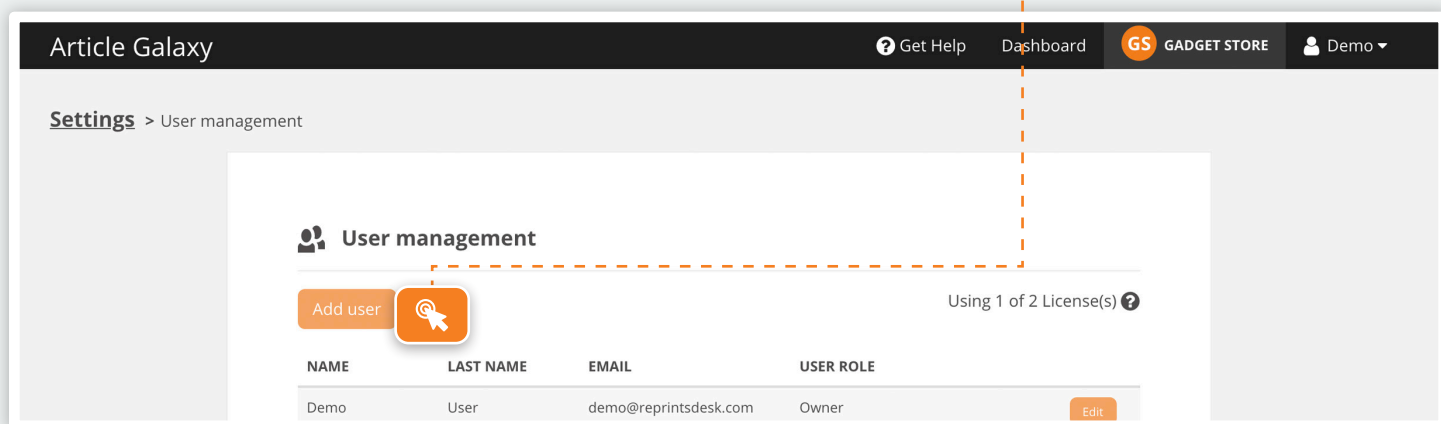 Article Galaxy
Get Help Dashboard GS GADGET STORE Demo
Settings > User management
User management
Add user
Using 1 of 2 License(s)
NAME LAST NAME EMAIL USER ROLE
Demo User demo@reprintsdesk.com Owner Edit